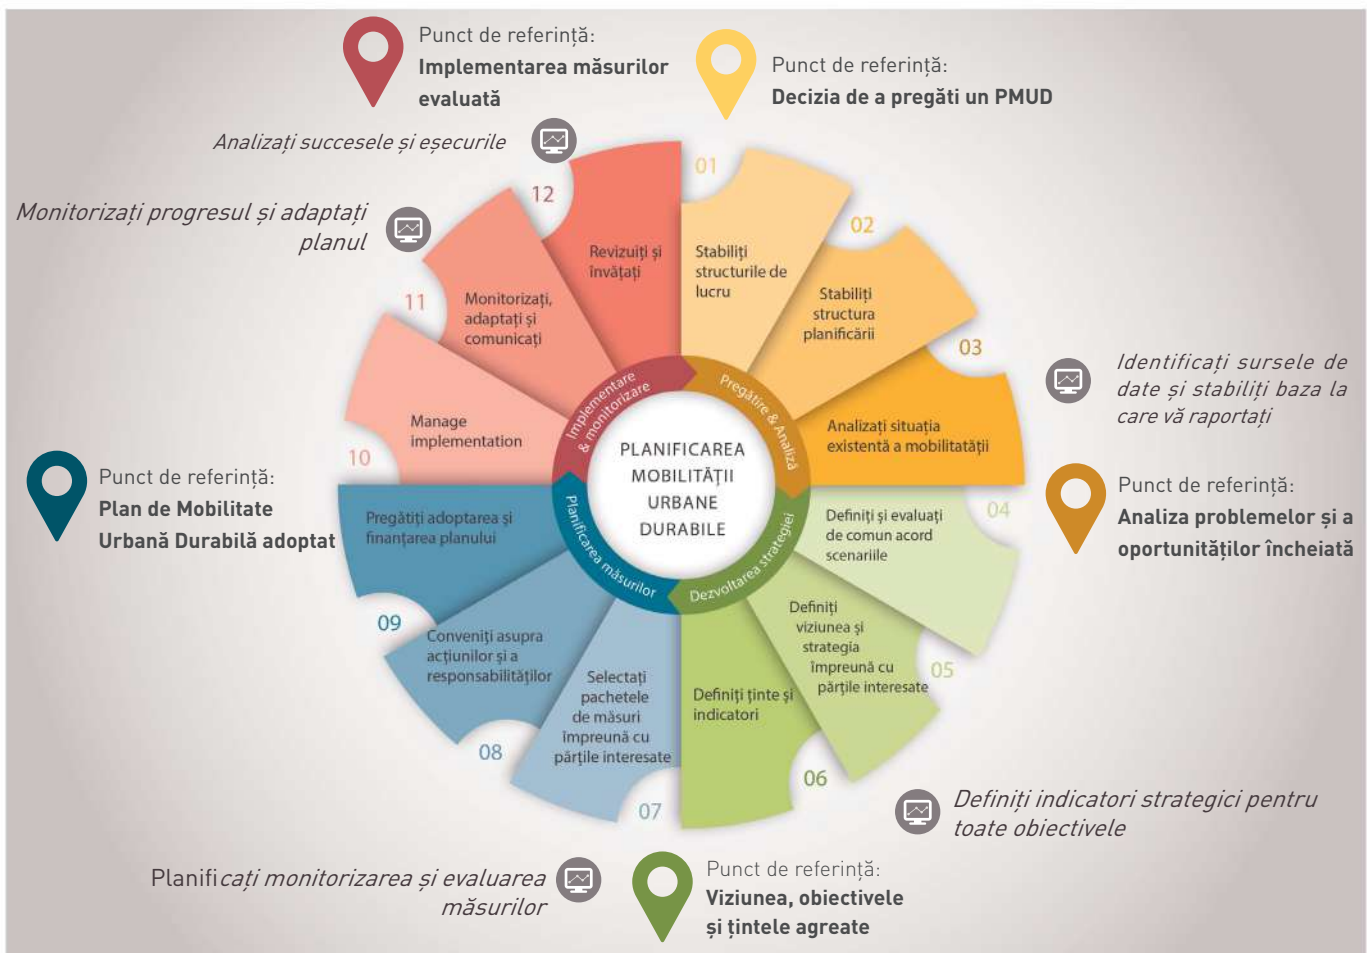 Punct de referință:
Implementarea măsurilor
evaluată
Punct de referință:
Decizia de a pregăti un PMUD
Analizați succesele și eșecurile
Monitorizați progresul și adaptați
planul
01
Stabiliți
structurile de
lucru
02
Stabiliți
structura
planificării
03
Analizați situația
existentă a mobilitatății
Identificați sursele de
date și stabiliți baza la
care vă raportați
Punct de referință:
Analiza problemelor și a
oportunităților încheiată
04
Definiți și evaluați
de comun acord
scenariile
05
Definiți
viziunea și
strategia
împreună cu
părțile interesate
06
Definiți ținte și
indicatori
Definiți indicatori strategici pentru
toate obiectivele
Punct de referință:
Viziunea, obiectivele
și țintele agreate
Planificați monitorizarea și evaluarea
măsurilor
07
Selectați
pachetele
de măsuri
împreună cu
părțile interesate
08
Conveniți asupra
acțiunilor și a
responsabilităților
09
Pregătiți adoptarea și
finanțarea planului
Punct de referință:
Plan de Mobilitate
Urbană Durabilă adoptat
10
Manage
implementation
11
Monitorizați,
adaptați și
comunicați
12
Revizuiți și
învățați
Pregătire & Analiză
Dezvoltarea strategiei
Planificarea măsurilor
Implementare
& monitorizare
PLANIFICAREA
MOBILITĂȚII
URBANE
DURABILE